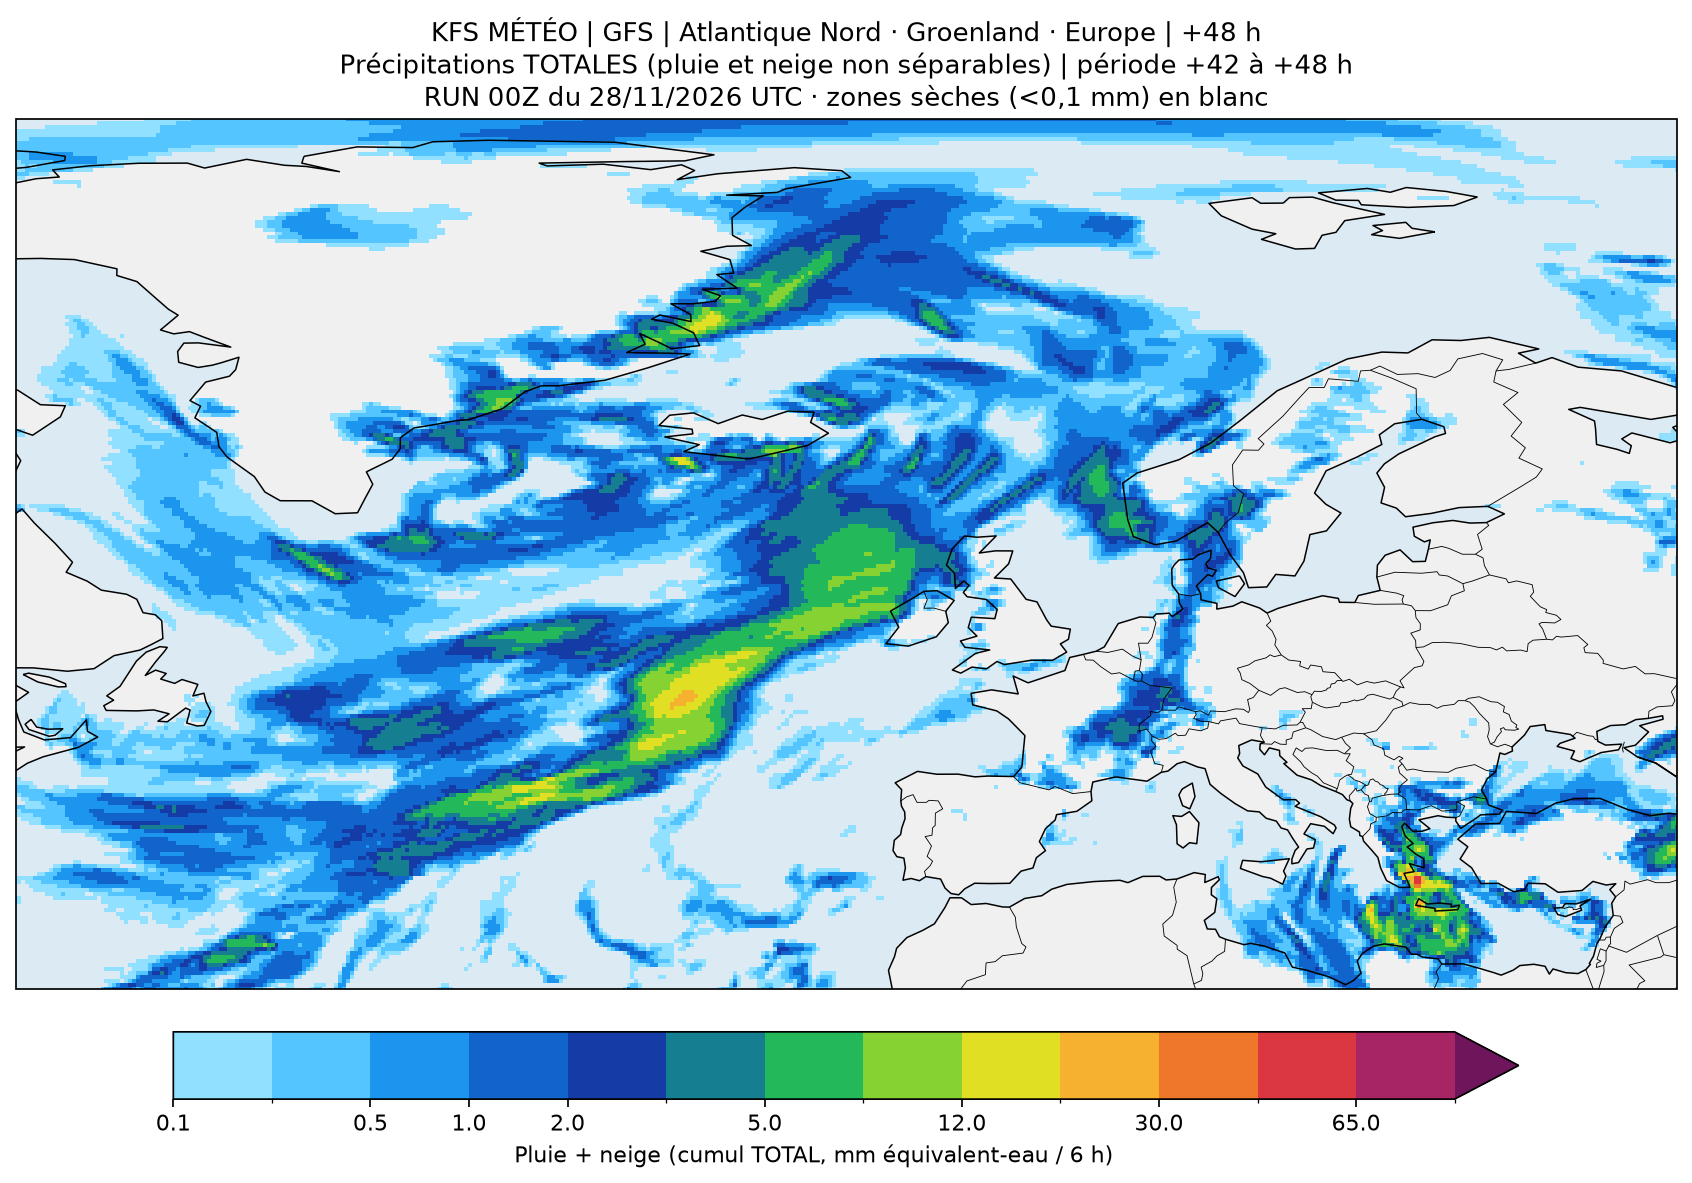 KFS MÉTÉO | GFS | Atlantique Nord · Groenland · Europe | +48 h
Précipitations TOTALES (pluie et neige non séparables) | période +42 à +48 h
RUN 00Z du 28/11/2026 UTC · zones sèches (<0,1 mm) en blanc
0.1 0.5 1.0 2.0 5.0 12.0 30.0 65.0
Pluie + neige (cumul TOTAL, mm équivalent-eau / 6 h)